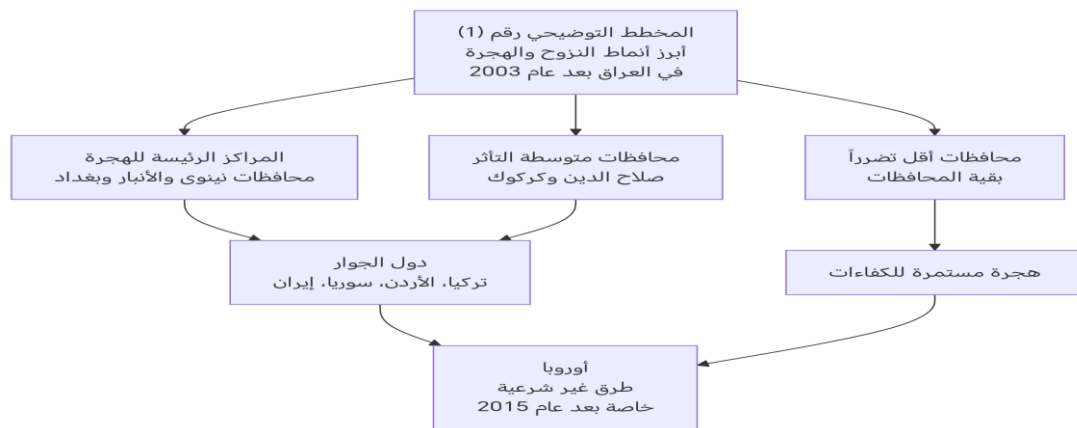 المخطط التوضيحي رقم (1)
أبرز أنماط النزوح والهجرة
في العراق بعد عام 2003
المراكز الرئيسة للهجرة
محافظات نينوى والأنبار وبغداد
محافظات متوسطة التأثر
صلاح الدين وكركوك
محافظات أقل تضرراً
بقية المحافظات
دول الجوار
تركيا، الأردن، سوريا، إيران
هجرة مستمرة للكفاءات
أوروبا
طرق غير شرعية
خاصة بعد عام 2015